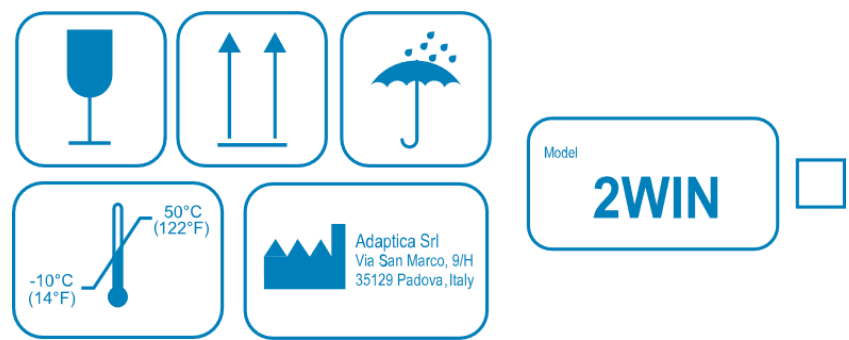 Model
2WIN
50°C
(122°F)
-10°C
(14°F)
Adaptica Srl
Via San Marco, 9/H
35129 Padova, Italy